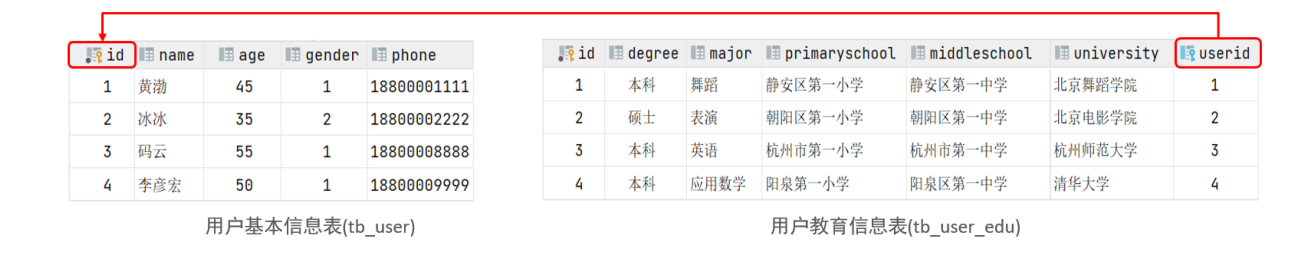 id name age gender phone
1 黄渤 45 1 18800001111
2 冰冰 35 2 18800002222
3 码云 55 1 18800008888
4 李彦宏 50 1 18800009999
用户基本信息表(tb_user)
id degree major primaryschool middleschool university userid
1 本科 舞蹈 静安区第一小学 静安区第一中学 北京舞蹈学院 1
2 硕士 表演 朝阳区第一小学 朝阳区第一中学 北京电影学院 2
3 本科 英语 杭州市第一小学 杭州市第一中学 杭州师范大学 3
4 本科 应用数学 阳泉第一小学 阳泉区第一中学 清华大学 4
用户教育信息表(tb_user_edu)